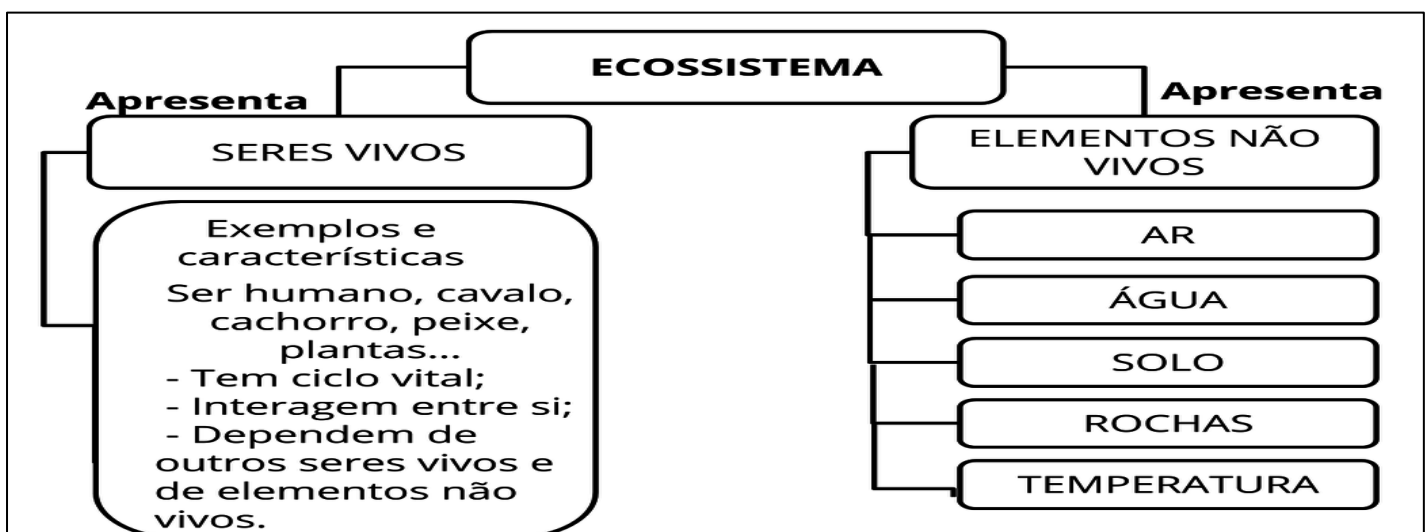 ECOSSISTEMA
Apresenta
Apresenta
SERES VIVOS
ELEMENTOS NÃO
VIVOS
Exemplos e
características
Ser humano, cavalo,
cachorro, peixe,
plantas...
- Tem ciclo vital;
- Interagem entre si;
- Dependem de
outros seres vivos e
de elementos não
vivos.
AR
ÁGUA
SOLO
ROCHAS
TEMPERATURA